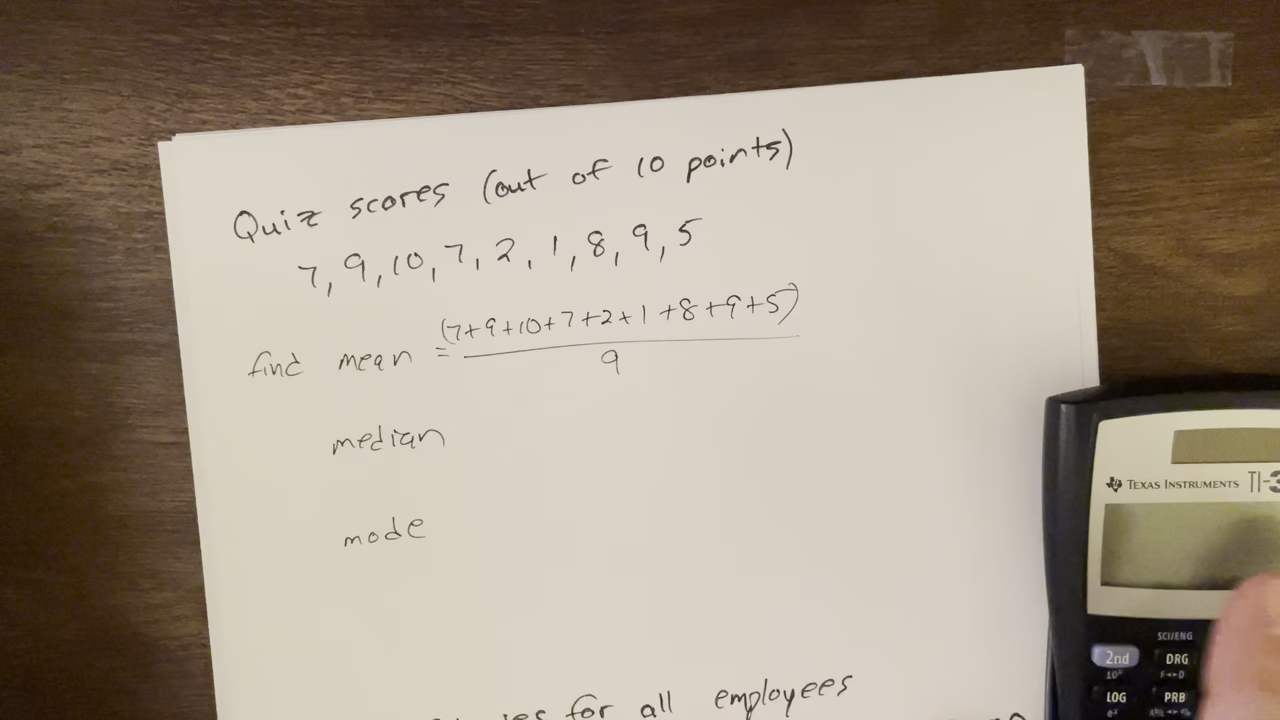 Quiz scores (out of 10 points)
7, 9, 10, 7, 2, 1, 8, 9, 5
find mean = (7+9+10+7+2+1+8+9+5)
9
median
mode
for all employees
TEXAS INSTRUMENTS
SCI/ENG
2nd DRG
LOG PRB